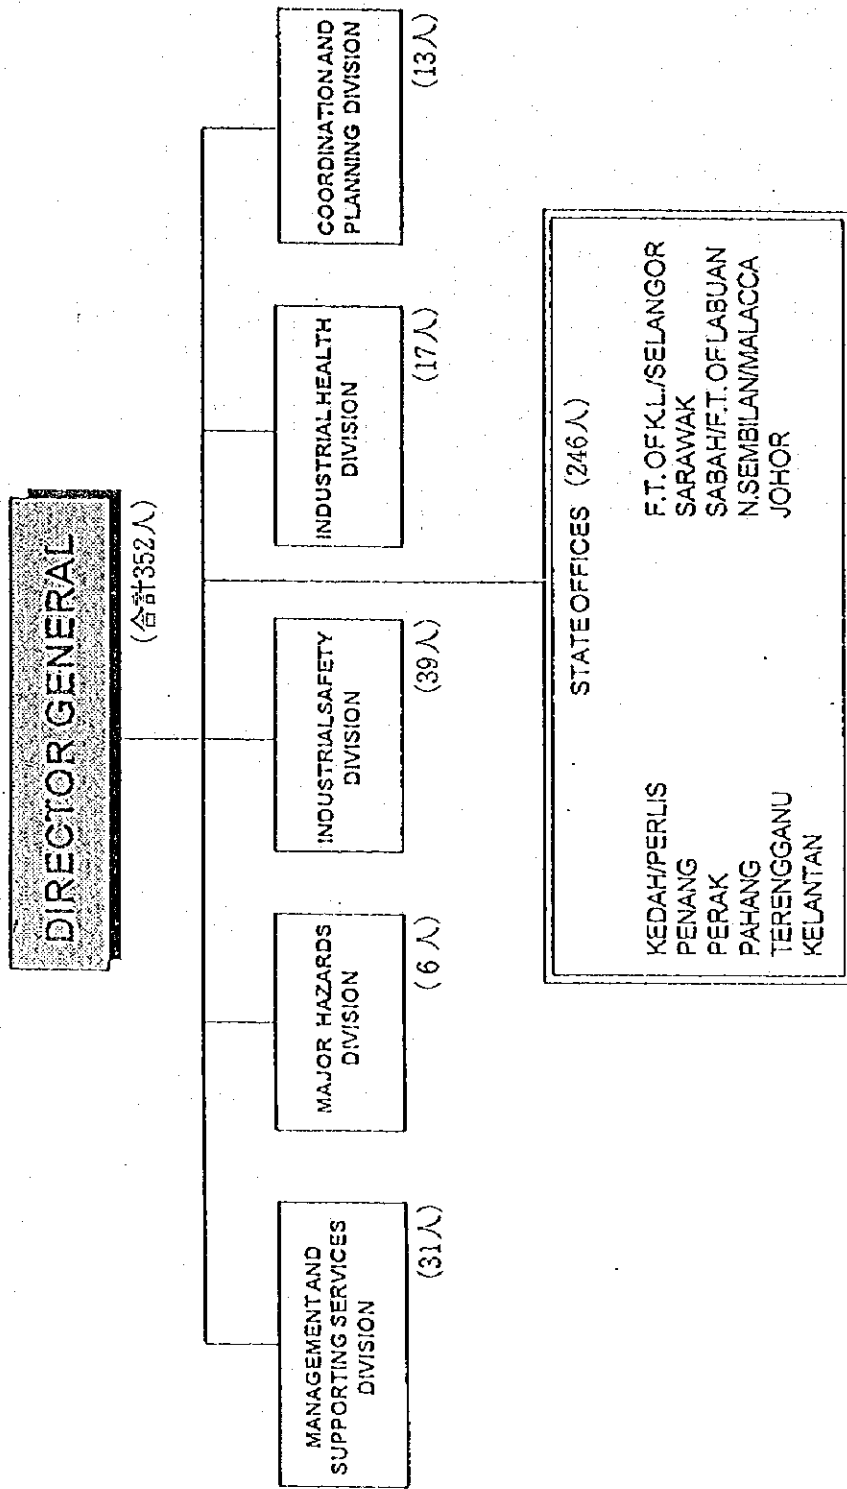 DIRECTOR GENERAL
(合計352人)
MANAGEMENT AND
SUPPORTING SERVICES
DIVISION
(31人)
MAJOR HAZARDS
DIVISION
(6人)
INDUSTRIAL SAFETY
DIVISION
(39人)
INDUSTRIAL HEALTH
DIVISION
(17人)
COORDINATION AND
PLANNING DIVISION
(13人)
STATE OFFICES (246人)
KEDAH/PERLIS
PENANG
PERAK
PAHANG
TERENGGANU
KELANTAN
F.T. OF K.L./SELANGOR
SARAWAK
SABAH/F.T. OF LABUAN
N.SEMBILAN/MALACCA
JOHOR